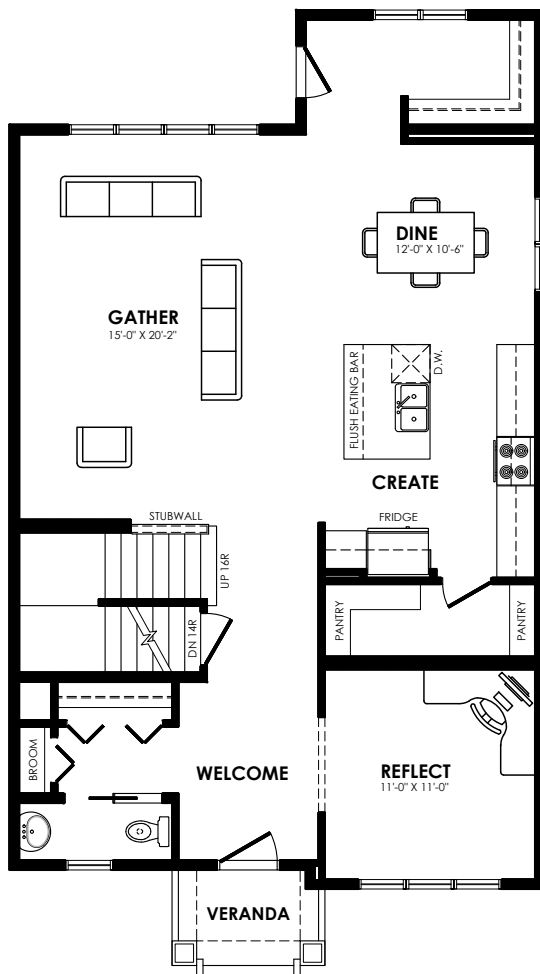 DINE
12'-0" X 10'-6"
GATHER
15'-0" X 20'-2"
FLUSH EATING BAR
D.W.
CREATE
STUBWALL
FRIDGE
UP 16R
DN 14R
PANTRY
PANTRY
BROOM
WELCOME
REFLECT
11'-0" X 11'-0"
VERANDA